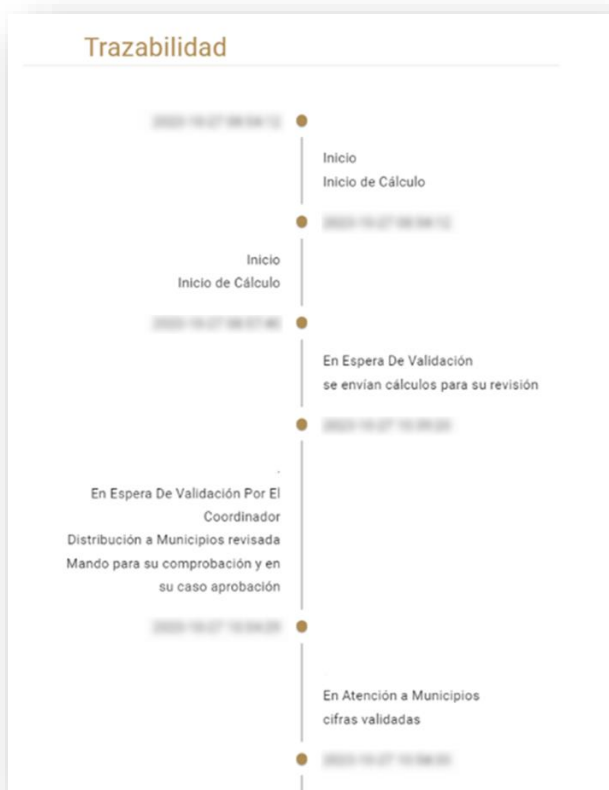 Trazabilidad
Inicio
Inicio de Cálculo
Inicio
Inicio de Cálculo
En Espera De Validación
se envían cálculos para su revisión
.
En Espera De Validación Por El
Coordinador
Distribución a Municipios revisada
Mando para su comprobación y en
su caso aprobación
En Atención a Municipios
cifras validadas